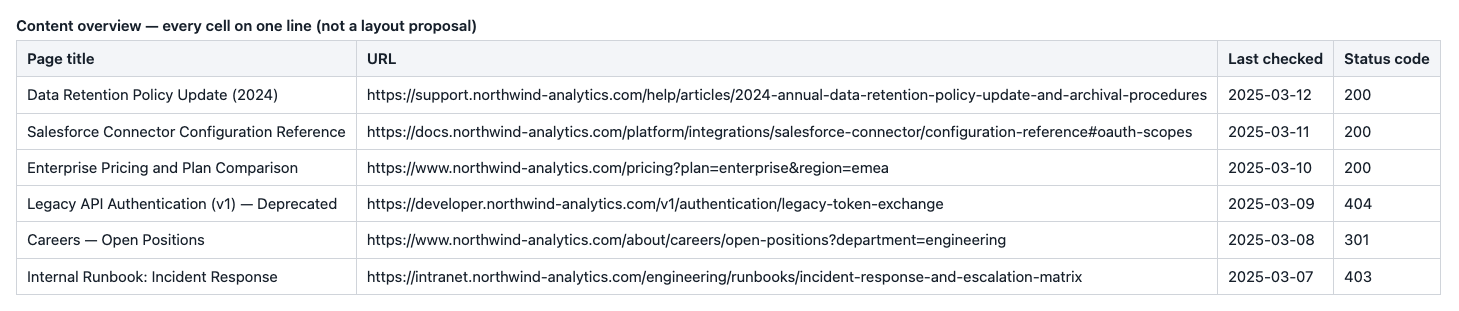 Content overview — every cell on one line (not a layout proposal)
Page title URL Last checked Status code
Data Retention Policy Update (2024) https://support.northwind-analytics.com/help/articles/2024-annual-data-retention-policy-update-and-archival-procedures 2025-03-12 200
Salesforce Connector Configuration Reference https://docs.northwind-analytics.com/platform/integrations/salesforce-connector/configuration-reference#oauth-scopes 2025-03-11 200
Enterprise Pricing and Plan Comparison https://www.northwind-analytics.com/pricing?plan=enterprise&region=emea 2025-03-10 200
Legacy API Authentication (v1) — Deprecated https://developer.northwind-analytics.com/v1/authentication/legacy-token-exchange 2025-03-09 404
Careers — Open Positions https://www.northwind-analytics.com/about/careers/open-positions?department=engineering 2025-03-08 301
Internal Runbook: Incident Response https://intranet.northwind-analytics.com/engineering/runbooks/incident-response-and-escalation-matrix 2025-03-07 403